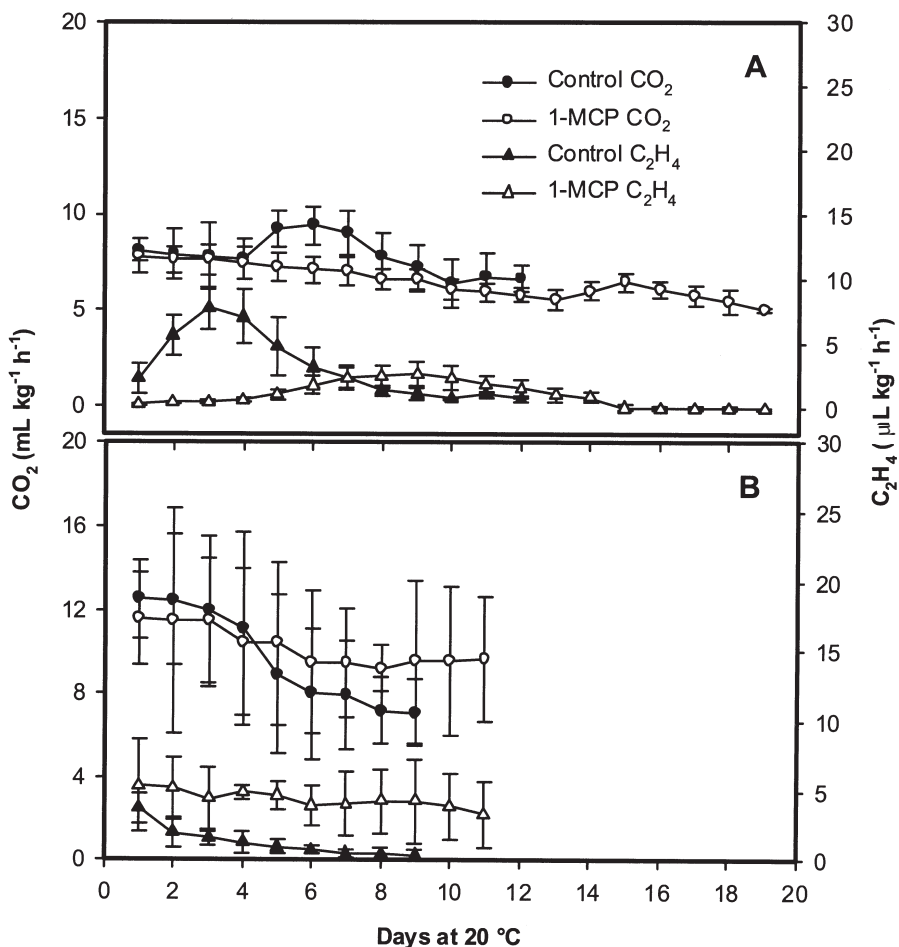 20
15
10
5
0
A
Control CO₂
1-MCP CO₂
Control C₂H₄
1-MCP C₂H₄
30
25
20
15
10
5
0
CO₂ (mL kg⁻¹ h⁻¹)
C₂H₄ ( µL kg⁻¹ h⁻¹)
20
16
12
8
4
0
B
30
25
20
15
10
5
0
0 2 4 6 8 10 12 14 16 18 20
Days at 20 °C